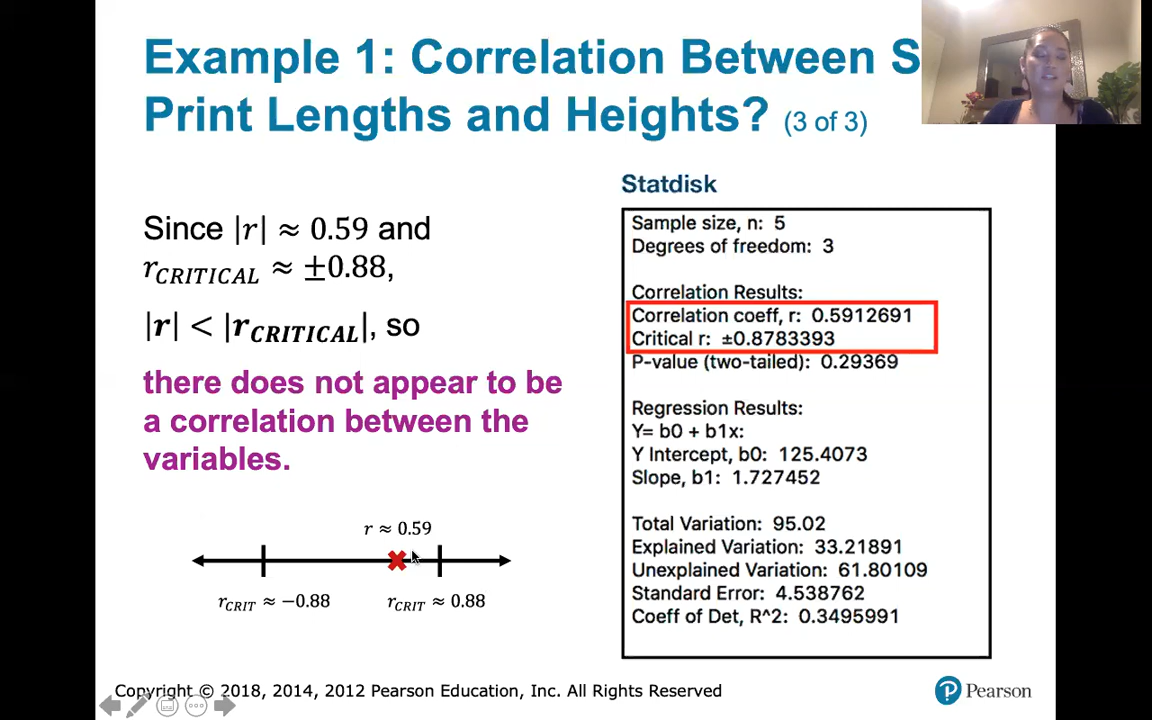 Example 1: Correlation Between S
Print Lengths and Heights? (3 of 3)
Since |r| ≈ 0.59 and
rCRITICAL ≈ ±0.88,
|r| < |rCRITICAL|, so
there does not appear to be
a correlation between the
variables.
r ≈ 0.59
rCRIT ≈ −0.88
rCRIT ≈ 0.88
Statdisk
Sample size, n: 5
Degrees of freedom: 3
Correlation Results:
Correlation coeff, r: 0.5912691
Critical r: ±0.8783393
P-value (two-tailed): 0.29369
Regression Results:
Y= b0 + b1x:
Y Intercept, b0: 125.4073
Slope, b1: 1.727452
Total Variation: 95.02
Explained Variation: 33.21891
Unexplained Variation: 61.80109
Standard Error: 4.538762
Coeff of Det, R^2: 0.3495991
Copyright © 2018, 2014, 2012 Pearson Education, Inc. All Rights Reserved
Pearson